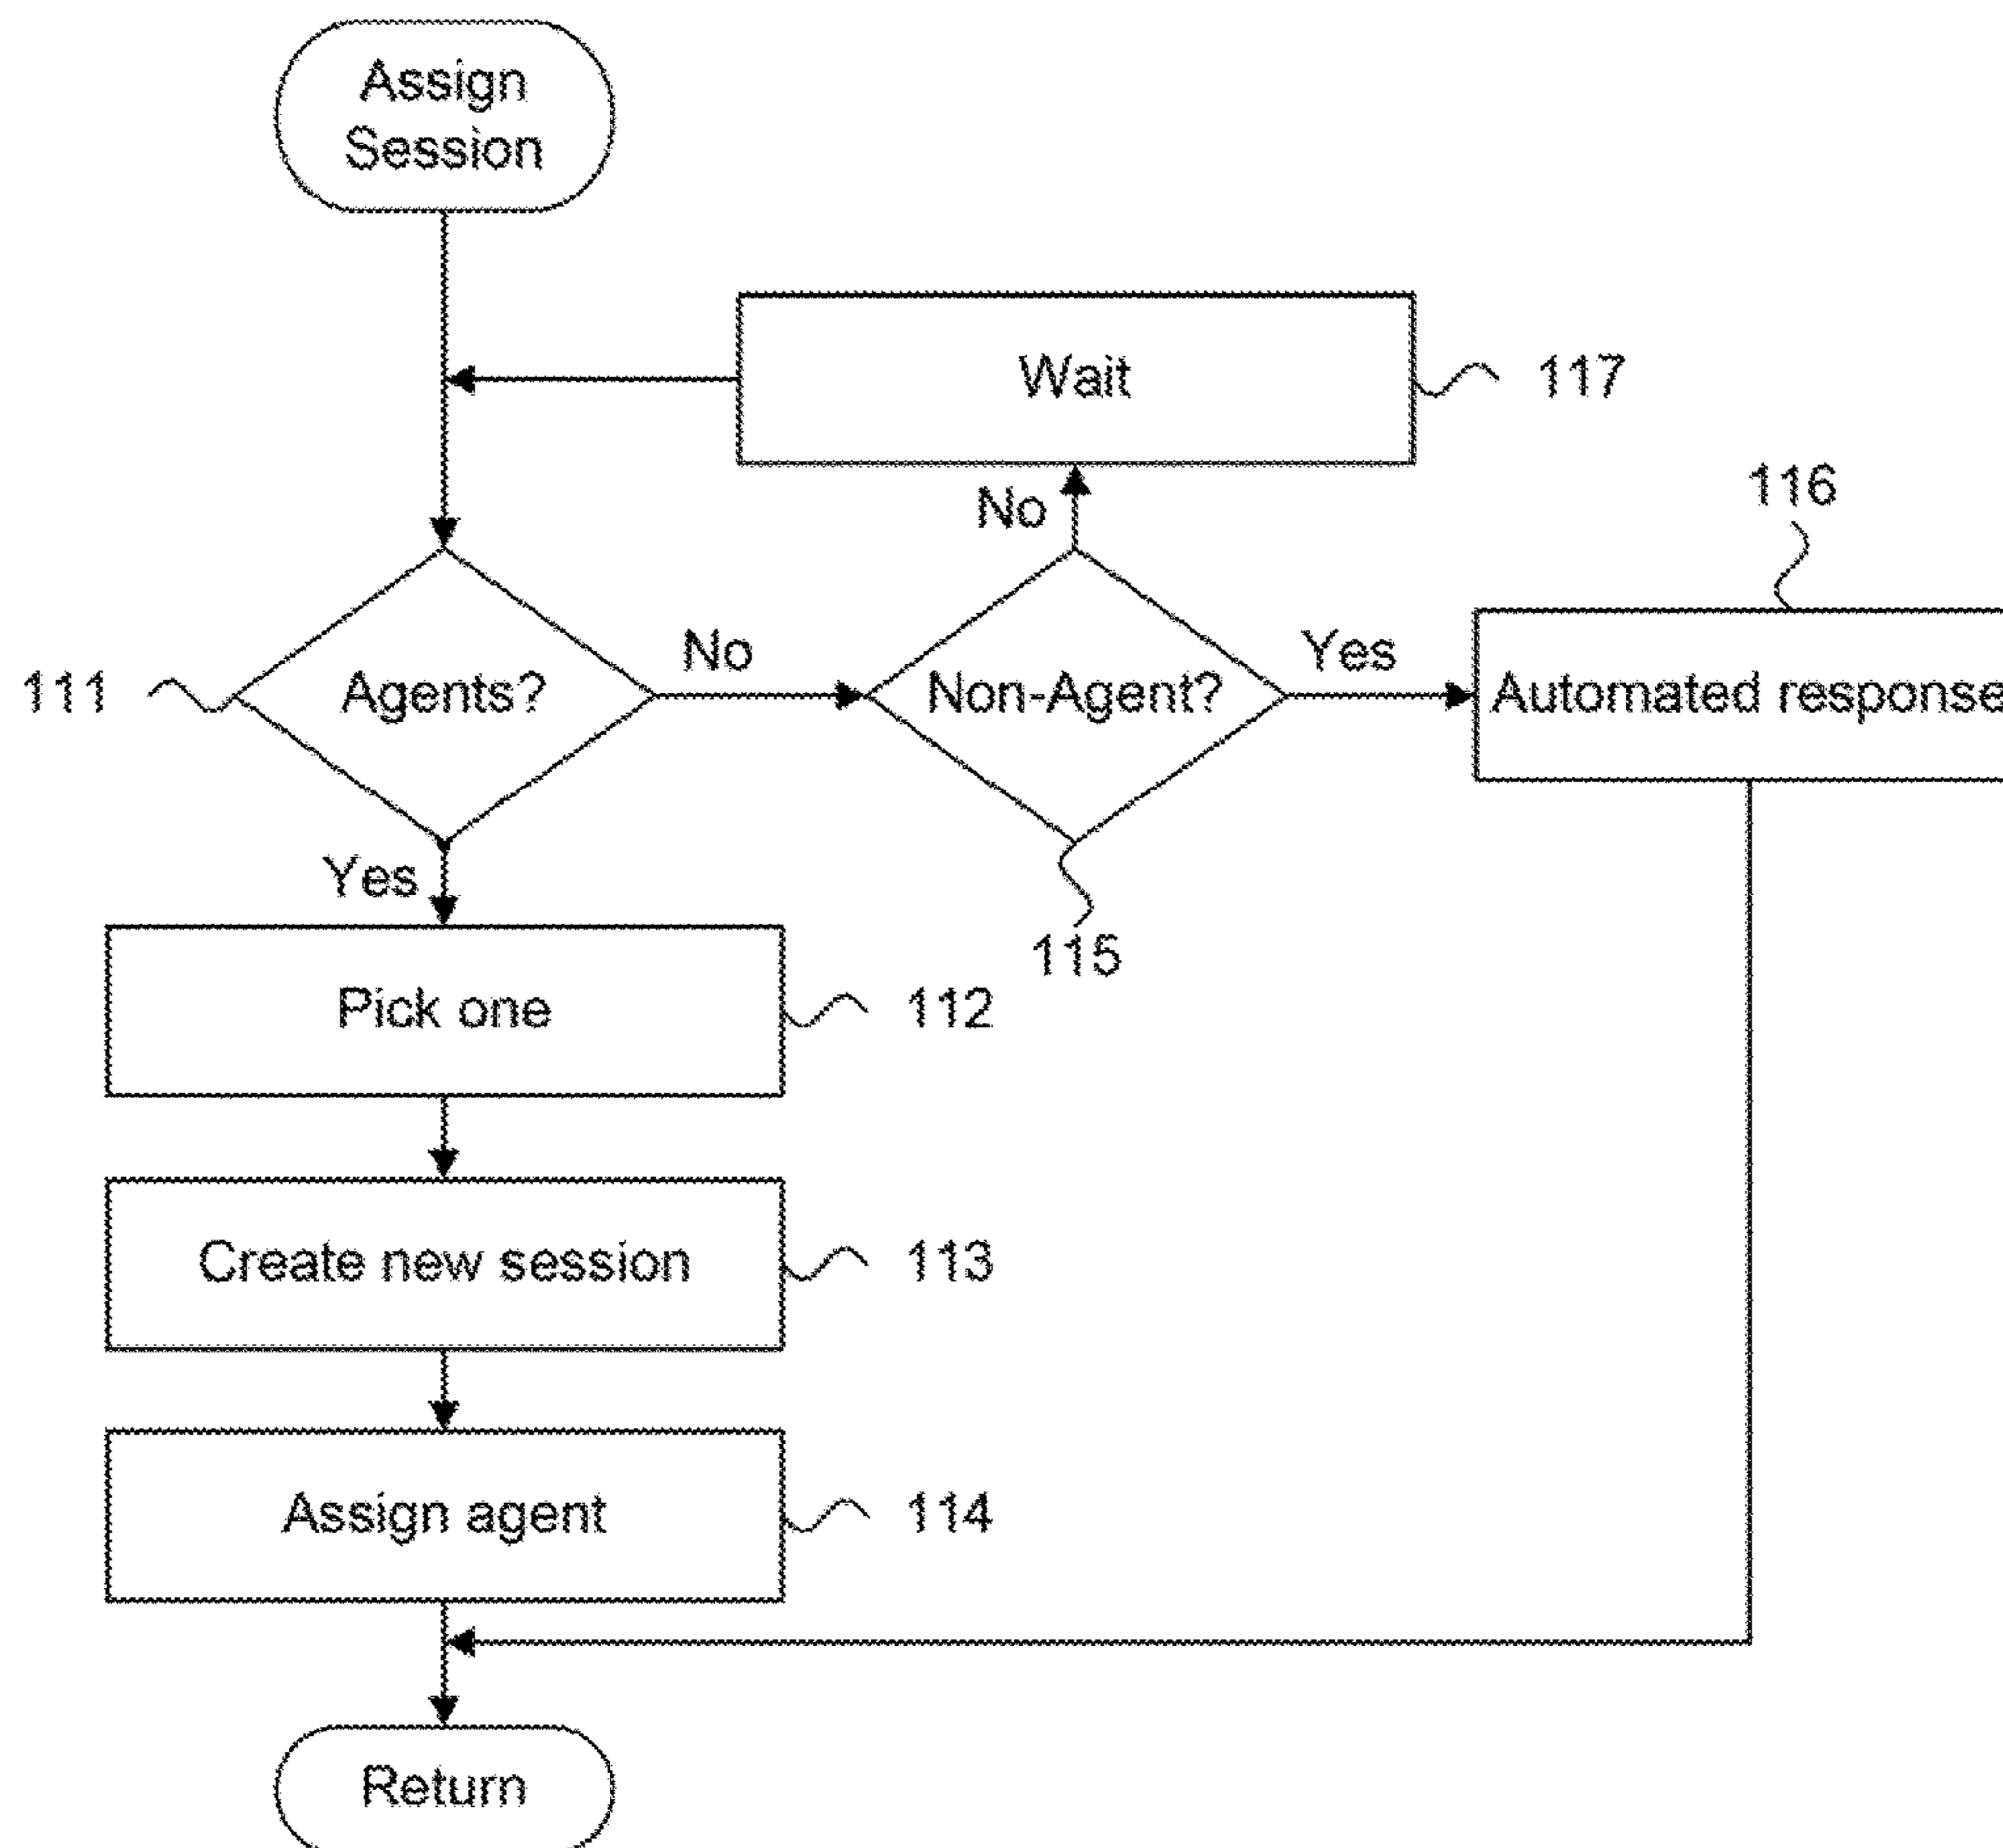 Assign
Session
Wait
117
No
116
111
Agents?
No
Non-Agent?
Yes
Automated response
Yes
115
Pick one
112
Create new session
113
Assign agent
114
Return